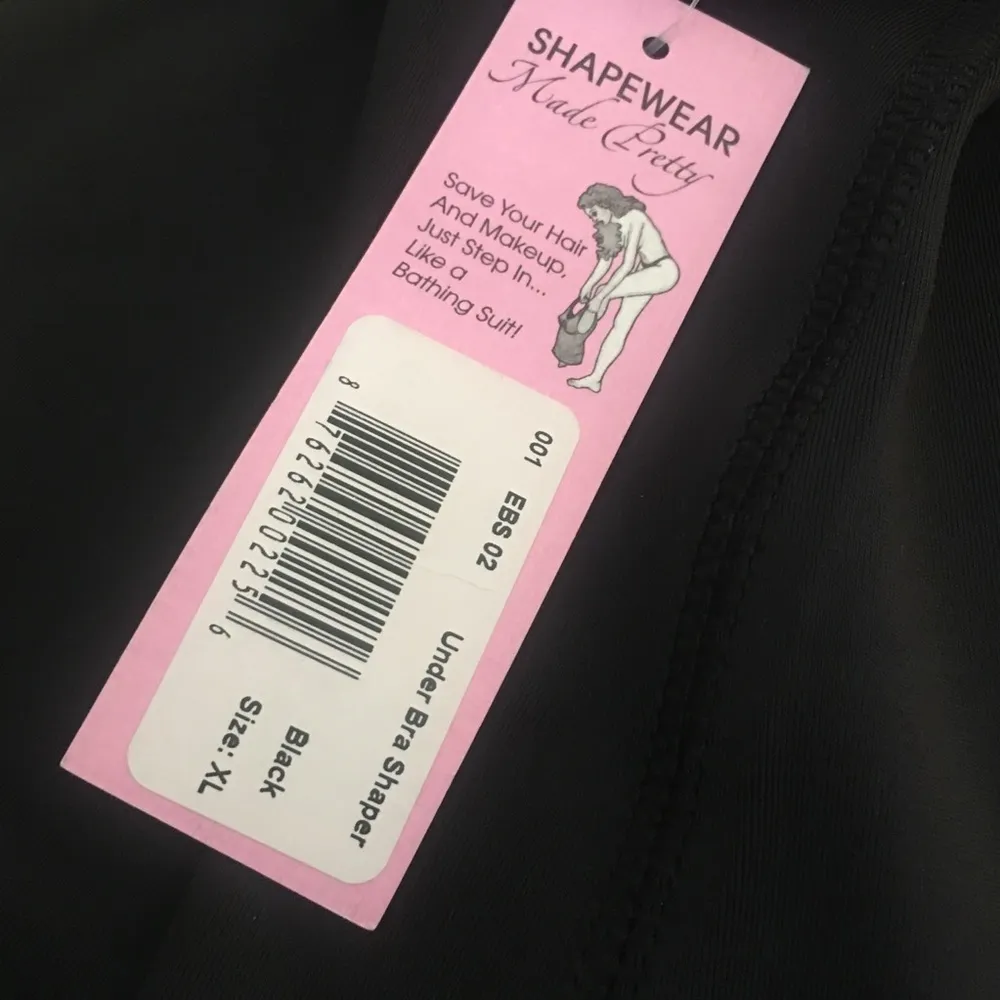 SHAPEWEAR
Made Pretty
Save Your Hair
And Makeup,
Just Step In...
Like a
Bathing Suit!
001 EBS 02
Under Bra Shaper
8 76262 00225 6
Black
Size: XL